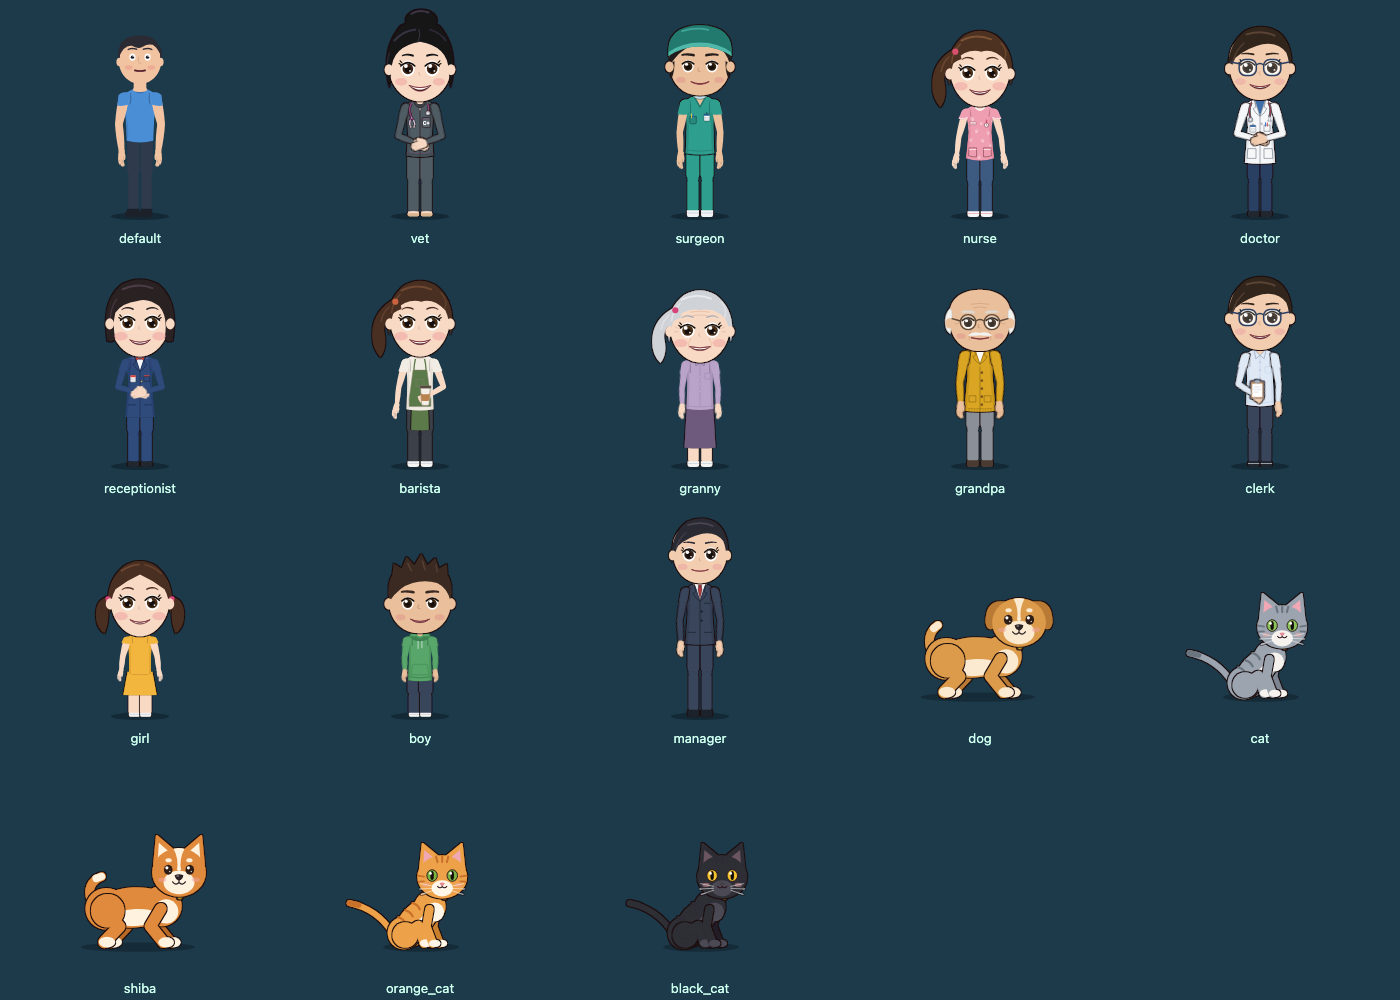 default
vet
surgeon
nurse
doctor
receptionist
barista
granny
grandpa
clerk
girl
boy
manager
dog
cat
shiba
orange_cat
black_cat